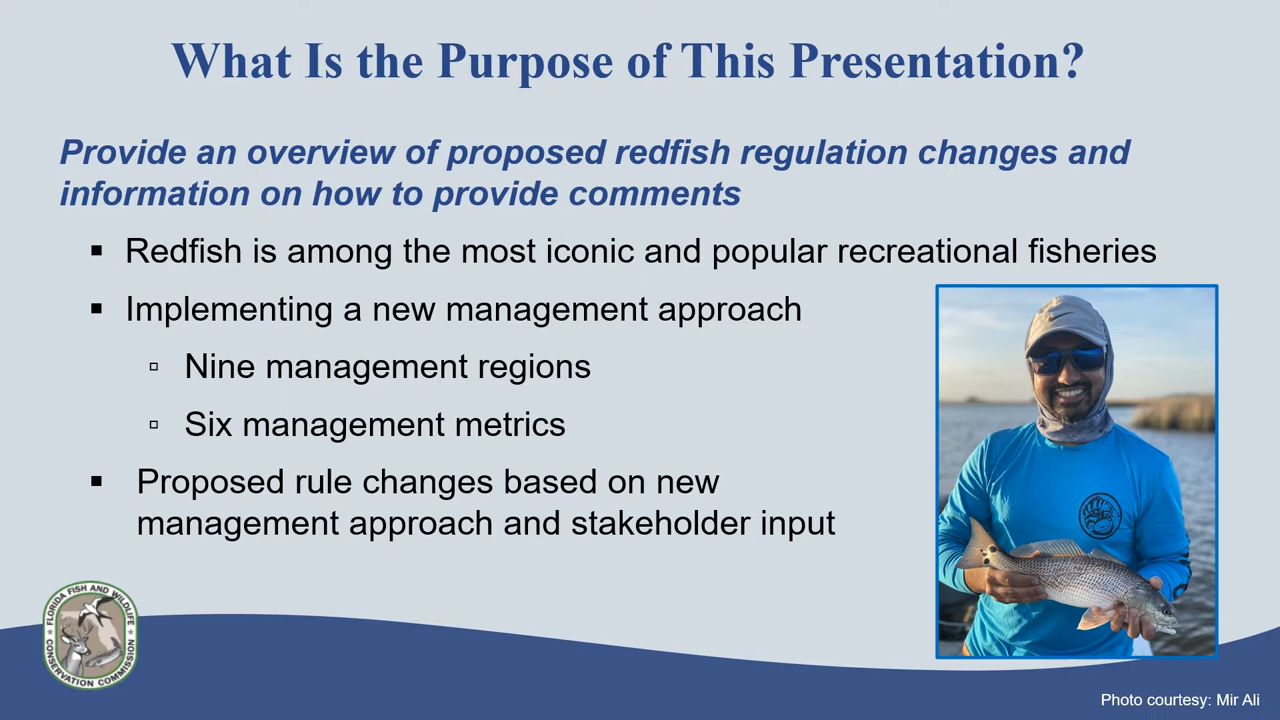 What Is the Purpose of This Presentation?
Provide an overview of proposed redfish regulation changes and
information on how to provide comments
▪ Redfish is among the most iconic and popular recreational fisheries
▪ Implementing a new management approach
▫ Nine management regions
▫ Six management metrics
▪ Proposed rule changes based on new
management approach and stakeholder input
FLORIDA FISH AND WILDLIFE
CONSERVATION COMMISSION
Photo courtesy: Mir Ali